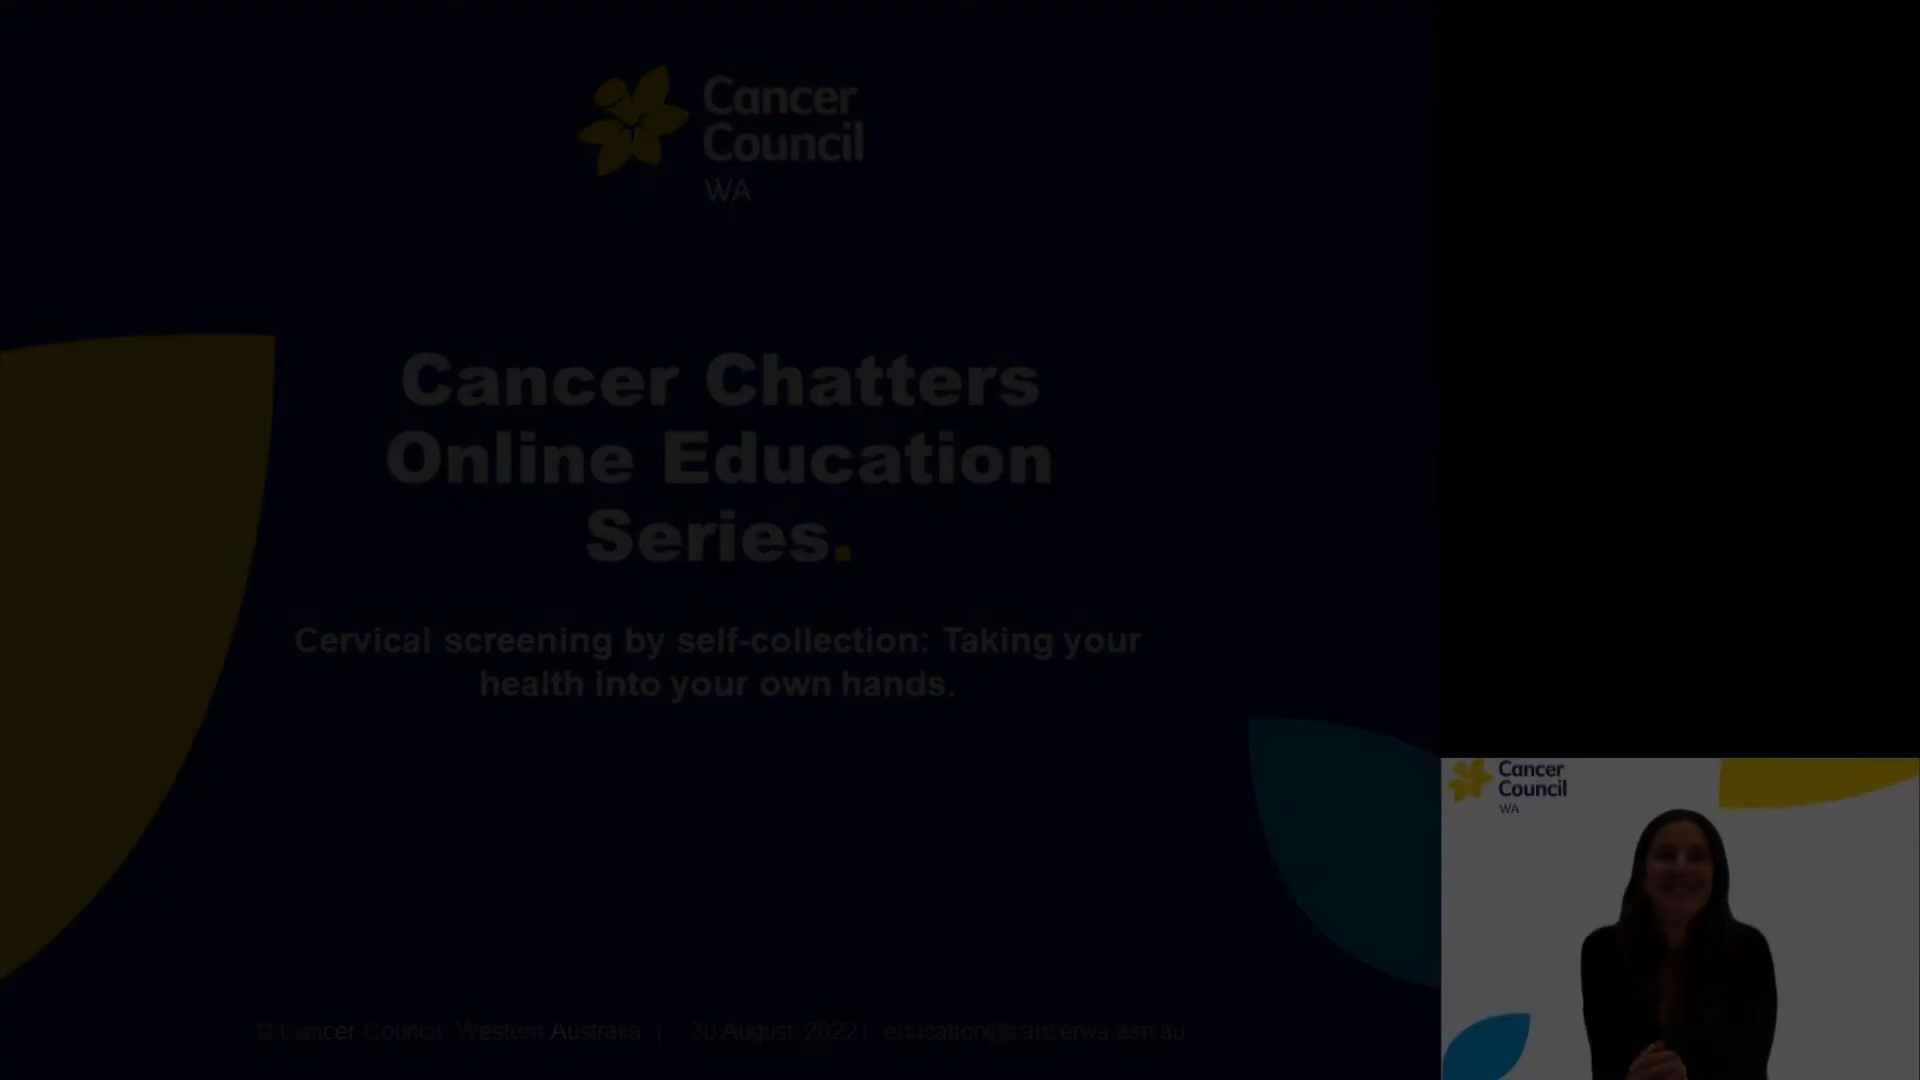 Cancer
Council
WA
Cancer Chatters
Online Education
Series.
Cervical screening by self-collection: Taking your
health into your own hands.
© Cancer Council Western Australia | 30 August 2022 | education@cancerwa.asn.au
Cancer
Council
WA